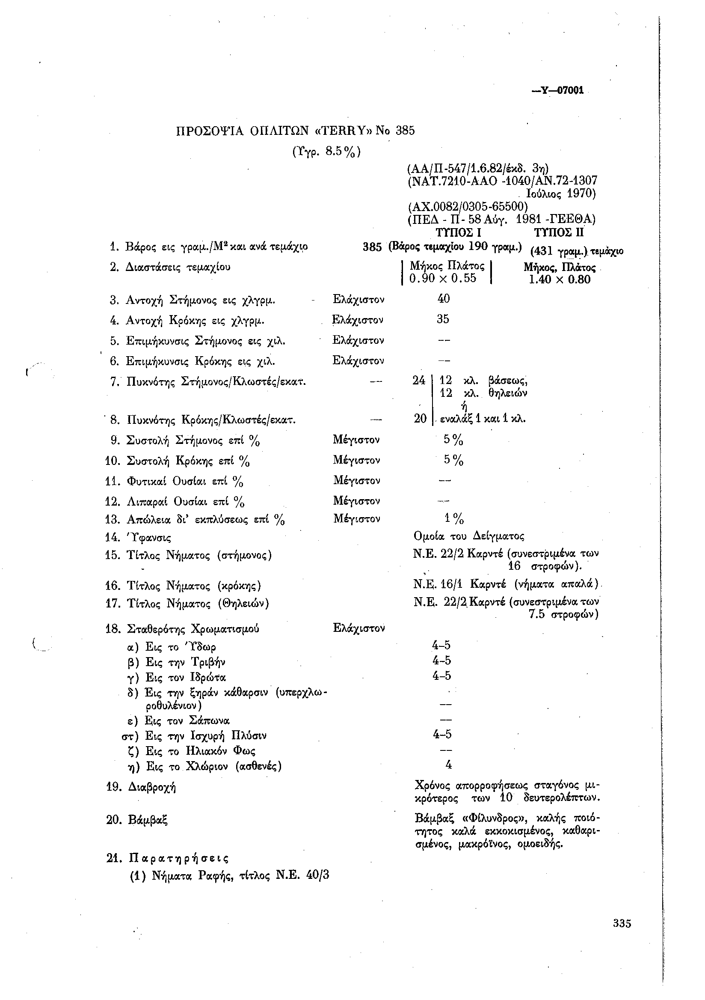 —Υ—07001
ΠΡΟΣΟΨΙΑ ΟΠΛΙΤΩΝ «TERRY» Νο 385
(Υγρ. 8.5%)
(ΑΑ/Π-547/1.6.82/έκδ. 3η)
(ΝΑΤ.7210-ΑΑΟ -1040/ΑΝ.72-1307
Ιούλιος 1970)
(ΑΧ.0082/0305-65500)
(ΠΕΔ - Π- 58 Αύγ. 1981 -ΓΕΕΘΑ)
ΤΥΠΟΣ Ι ΤΥΠΟΣ ΙΙ
1. Βάρος εις γραμ./Μ² και ανά τεμάχιο 385 (Βάρος τεμαχίου 190 γραμ.) (431 γραμ.) τεμάχιο
2. Διαστάσεις τεμαχίου Μήκος Πλάτος Μήκος, Πλάτος
0.90 x 0.55 1.40 x 0.80
3. Αντοχή Στήμονος εις χλγρμ. Ελάχιστον 40
4. Αντοχή Κρόκης εις χλγρμ. Ελάχιστον 35
5. Επιμήκυνσις Στήμονος εις χιλ. Ελάχιστον —
6. Επιμήκυνσις Κρόκης εις χιλ. Ελάχιστον —
7. Πυκνότης Στήμονος/Κλωστές/εκατ. — 24 12 κλ. βάσεως,
12 κλ. θηλειών
ή
8. Πυκνότης Κρόκης/Κλωστές/εκατ. — 20 εναλάξ 1 και 1 κλ.
9. Συστολή Στήμονος επί % Μέγιστον 5%
10. Συστολή Κρόκης επί % Μέγιστον 5%
11. Φυτικαί Ουσίαι επί % Μέγιστον —
12. Λιπαραί Ουσίαι επί % Μέγιστον —
13. Απώλεια δι' εκπλύσεως επί % Μέγιστον 1%
14. Ύφανσις Ομοία του Δείγματος
15. Τίτλος Νήματος (στήμονος) Ν.Ε. 22/2 Καρντέ (συνεστριμένα των
16 στροφών).
16. Τίτλος Νήματος (κρόκης) Ν.Ε. 16/1 Καρντέ (νήματα απαλά).
17. Τίτλος Νήματος (Θηλειών) Ν.Ε. 22/2 Καρντέ (συνεστριμένα των
7.5 στροφών)
18. Σταθερότης Χρωματισμού Ελάχιστον
α) Εις το Ύδωρ 4-5
β) Εις την Τριβήν 4-5
γ) Εις τον Ιδρώτα 4-5
δ) Εις την ξηράν κάθαρσιν (υπερχλω-
ροθυλένιον) —
ε) Εις τον Σάπωνα —
στ) Εις την Ισχυρή Πλύσιν 4-5
ζ) Εις το Ηλιακόν Φως —
η) Εις το Χλώριον (ασθενές) 4
19. Διαβροχή Χρόνος απορροφήσεως σταγόνος μι-
κρότερος των 10 δευτερολέπτων.
20. Βάμβαξ Βάμβαξ «Φίλυνδρος», καλής ποιό-
τητος καλά εκκοκισμένος, καθαρι-
σμένος, μακρόϊνος, ομοειδής.
21. Παρατηρήσεις
(1) Νήματα Ραφής, τίτλος Ν.Ε. 40/3
335